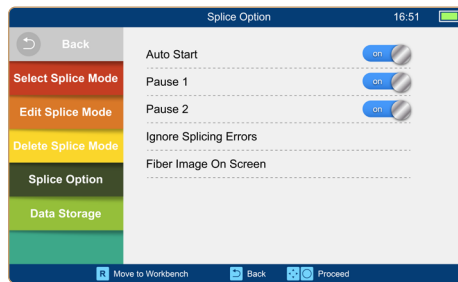 Splice Option 16:51
Back
Select Splice Mode
Edit Splice Mode
Delete Splice Mode
Splice Option
Data Storage
Auto Start on
Pause 1 on
Pause 2 on
Ignore Splicing Errors
Fiber Image On Screen
R Move to Workbench Back Proceed